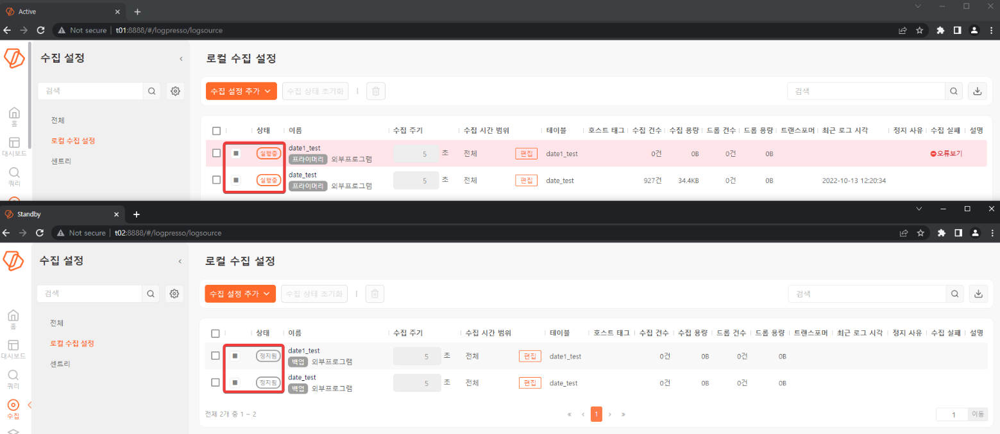 Active
Not secure t01:8888/#/logpresso/logsource
수집 설정
로컬 수집 설정
검색
수집 설정 추가 수집 상태 초기화 검색
홈
대시보드
쿼리
전체
로컬 수집 설정
센트리
상태 이름 수집 주기 수집 시간 범위 테이블 호스트 태그 수집 건수 수집 용량 드롭 건수 드롭 용량 트랜스포머 최근 로그 시각 정지 사유 수집 실패 설명
실행중 date1_test 5 초 전체 편집 date1_test 0건 0B 0건 0B 오류보기
프라이머리 외부프로그램
실행중 date_test 5 초 전체 편집 date_test 927건 34.4KB 0건 0B 2022-10-13 12:20:34
프라이머리 외부프로그램
Standby
Not secure t02:8888/#/logpresso/logsource
수집 설정
로컬 수집 설정
검색
수집 설정 추가 수집 상태 초기화 검색
홈
대시보드
쿼리
수집
전체
로컬 수집 설정
센트리
상태 이름 수집 주기 수집 시간 범위 테이블 호스트 태그 수집 건수 수집 용량 드롭 건수 드롭 용량 트랜스포머 최근 로그 시각 정지 사유 수집 실패 설명
정지됨 date1_test 5 초 전체 편집 date1_test 0건 0B 0건 0B
백업 외부프로그램
정지됨 date_test 5 초 전체 편집 date_test 0건 0B 0건 0B
백업 외부프로그램
전체 2개 중 1 ~ 2 « ‹ 1 › » 1 이동